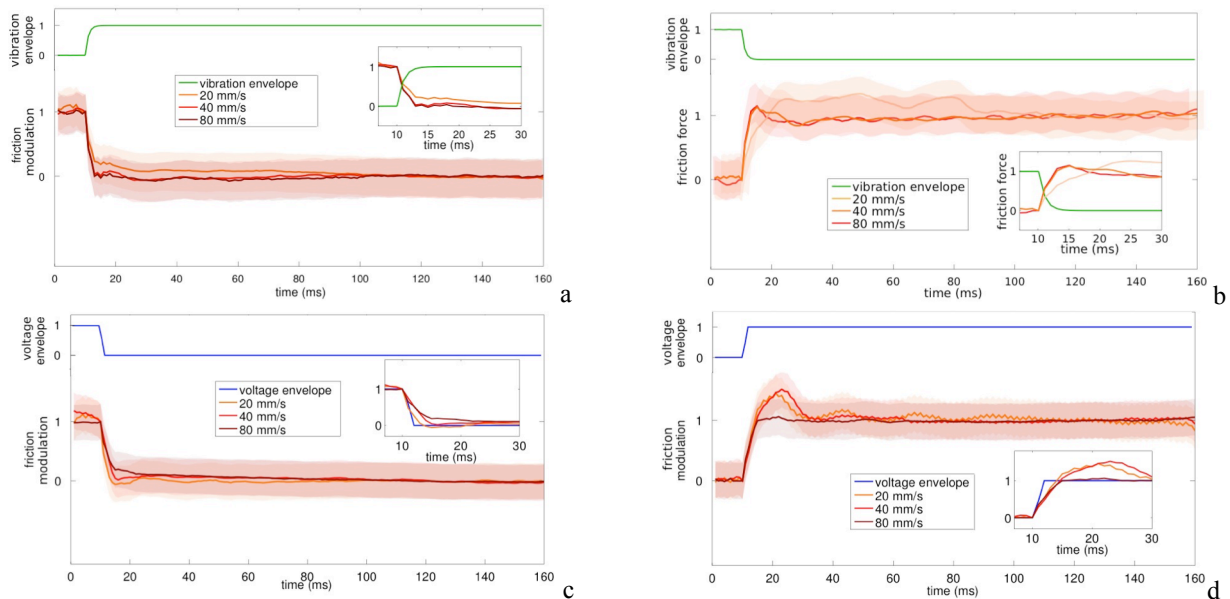 vibration
envelope
1
0
vibration envelope
20 mm/s
40 mm/s
80 mm/s
1
0
10 15 20 25 30
time (ms)
friction
modulation
1
0
0 20 40 60 80 100 120 140 160
time (ms)
a
vibration
envelope
1
0
friction force
1
0
vibration envelope
20 mm/s
40 mm/s
80 mm/s
friction force
1
0
10 15 20 25 30
time (ms)
0 20 40 60 80 100 120 140 160
time (ms)
b
voltage
envelope
1
0
voltage envelope
20 mm/s
40 mm/s
80 mm/s
1
0
10 20 30
time (ms)
friction
modulation
1
0
0 20 40 60 80 100 120 140 160
time (ms)
c
voltage
envelope
1
0
friction
modulation
1
0
voltage envelope
20 mm/s
40 mm/s
80 mm/s
1
0
10 20 30
time (ms)
0 20 40 60 80 100 120 140 160
time (ms)
d